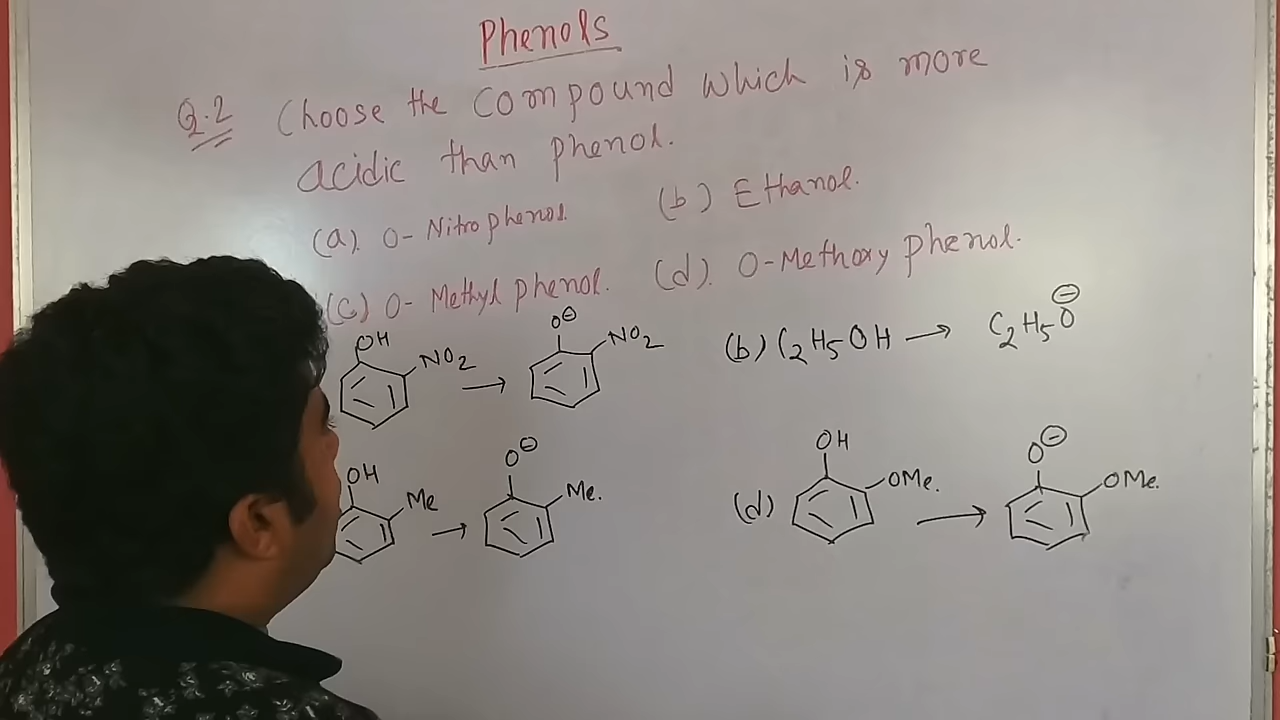 Phenols
Q.2 Choose the compound which is more
acidic than phenol.
(a). O-Nitrophenol. (b) Ethanol.
(c) O-Methyl phenol. (d). O-Methoxy phenol.
OH NO2 → O⊖ NO2
(b) C2H5OH → C2H5O⊖
OH Me → O⊖ Me.
(d) OH OMe. → O⊖ OMe.